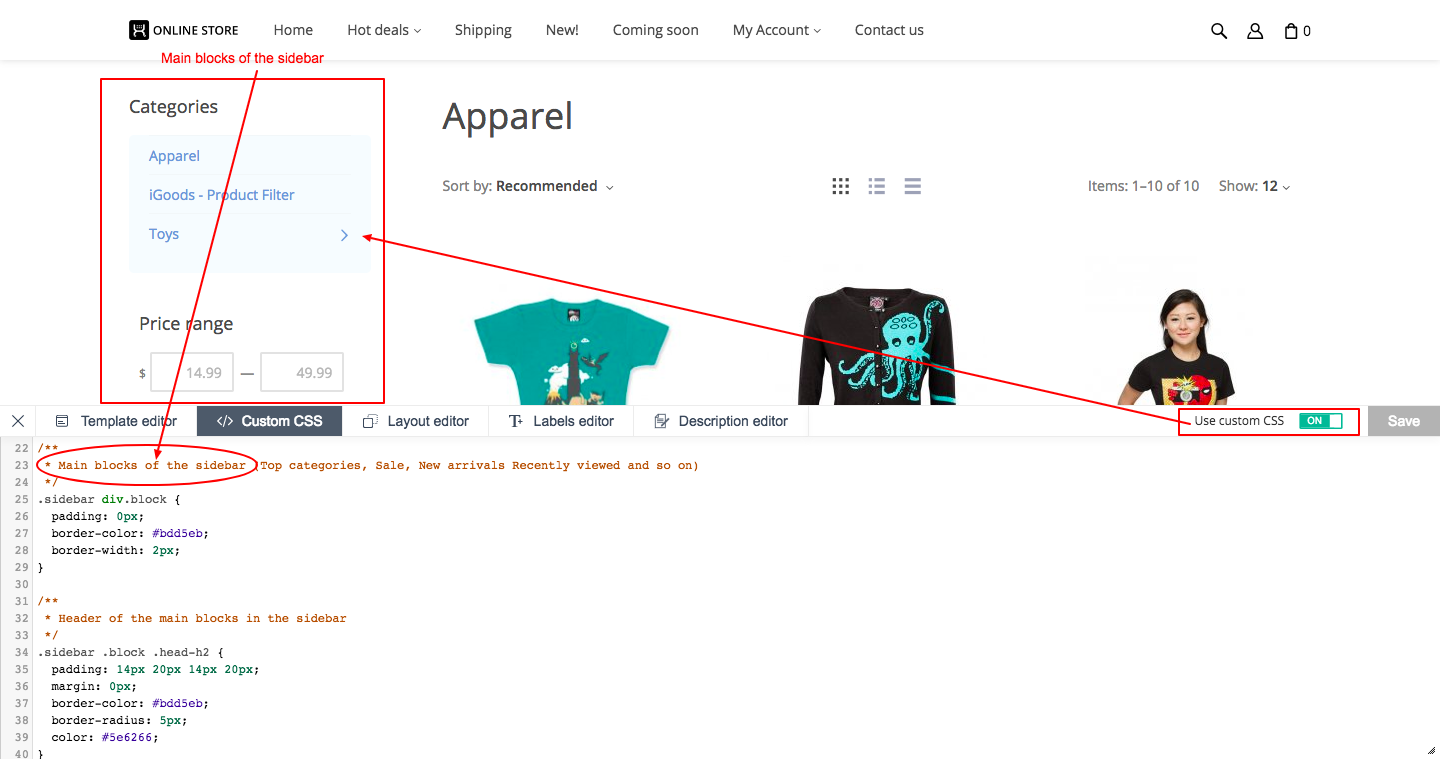 ONLINE STORE Home Hot deals Shipping New! Coming soon My Account Contact us 0
Main blocks of the sidebar
Categories
Apparel
iGoods - Product Filter
Toys
Price range
$ 14.99 — 49.99
Apparel
Sort by: Recommended Items: 1–10 of 10 Show: 12
Template editor </> Custom CSS Layout editor Labels editor Description editor Use custom CSS ON Save
22 /**
23 * Main blocks of the sidebar (Top categories, Sale, New arrivals Recently viewed and so on)
24 */
25 .sidebar div.block {
26 padding: 0px;
27 border-color: #bdd5eb;
28 border-width: 2px;
29 }
30
31 /**
32 * Header of the main blocks in the sidebar
33 */
34 .sidebar .block .head-h2 {
35 padding: 14px 20px 14px 20px;
36 margin: 0px;
37 border-color: #bdd5eb;
38 border-radius: 5px;
39 color: #5e6266;
40 }